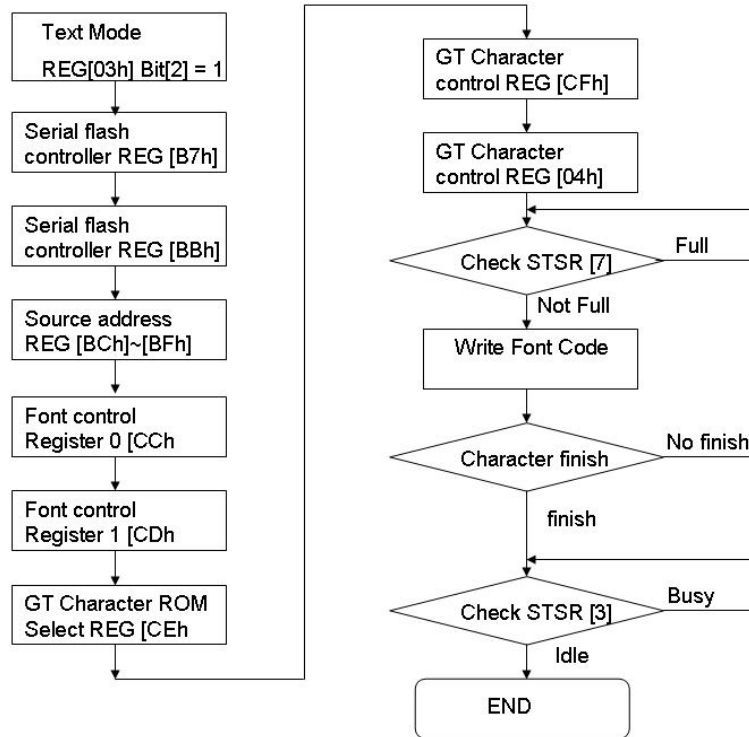 Text Mode
REG[03h] Bit[2] = 1
Serial flash
controller REG [B7h]
Serial flash
controller REG [BBh]
Source address
REG [BCh]~[BFh]
Font control
Register 0 [CCh
Font control
Register 1 [CDh
GT Character ROM
Select REG [CEh
GT Character
control REG [CFh]
GT Character
control REG [04h]
Check STSR [7]
Full
Not Full
Write Font Code
Character finish
No finish
finish
Check STSR [3]
Busy
Idle
END